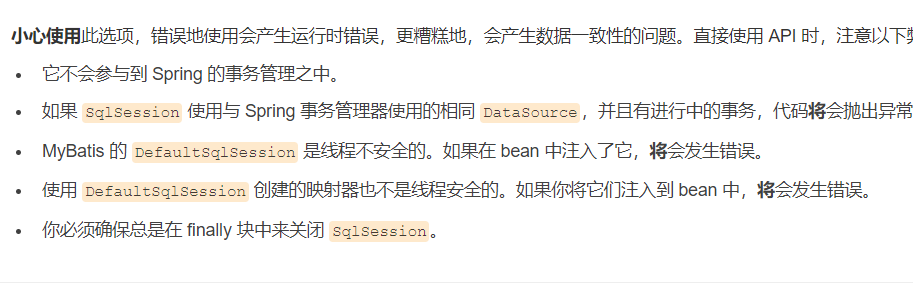 小心使用此选项，错误地使用会产生运行时错误，更糟糕地，会产生数据一致性的问题。直接使用 API 时，注意以下
• 它不会参与到 Spring 的事务管理之中。
• 如果 SqlSession 使用与 Spring 事务管理器使用的相同 DataSource，并且有进行中的事务，代码将会抛出异常
• MyBatis 的 DefaultSqlSession 是线程不安全的。如果在 bean 中注入了它，将会发生错误。
• 使用 DefaultSqlSession 创建的映射器也不是线程安全的。如果你将它们注入到 bean 中，将会发生错误。
• 你必须确保总是在 finally 块中来关闭 SqlSession。